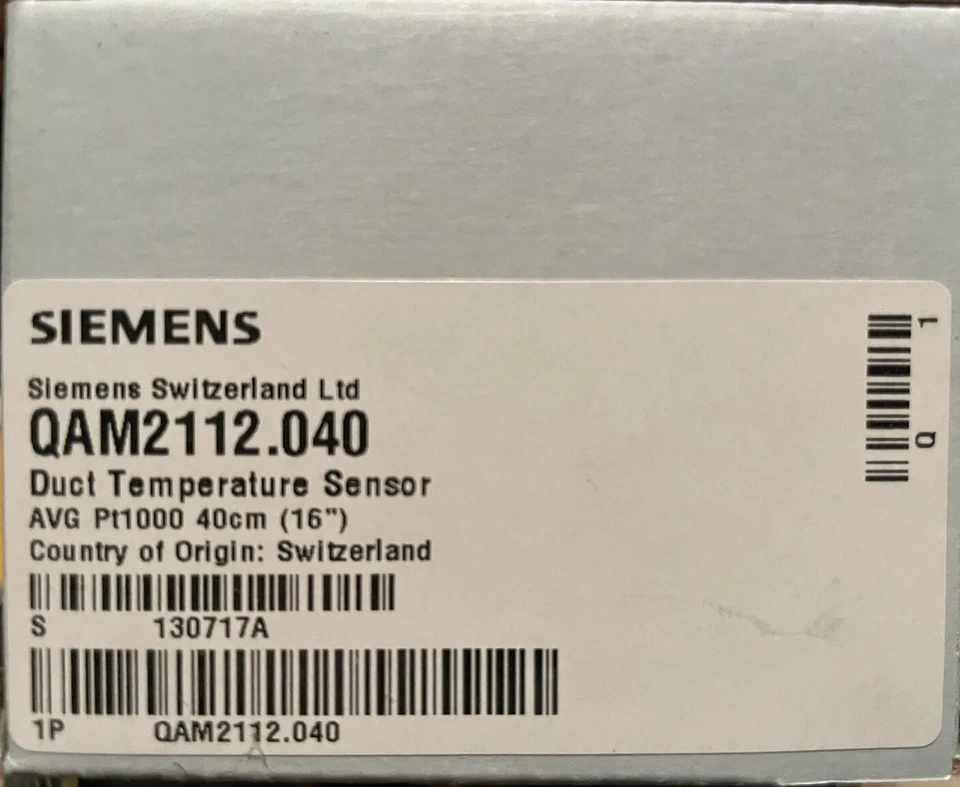 SIEMENS
Siemens Switzerland Ltd
QAM2112.040
Duct Temperature Sensor
AVG Pt1000 40cm (16")
Country of Origin: Switzerland
S 130717A
1P QAM2112.040
Q 1